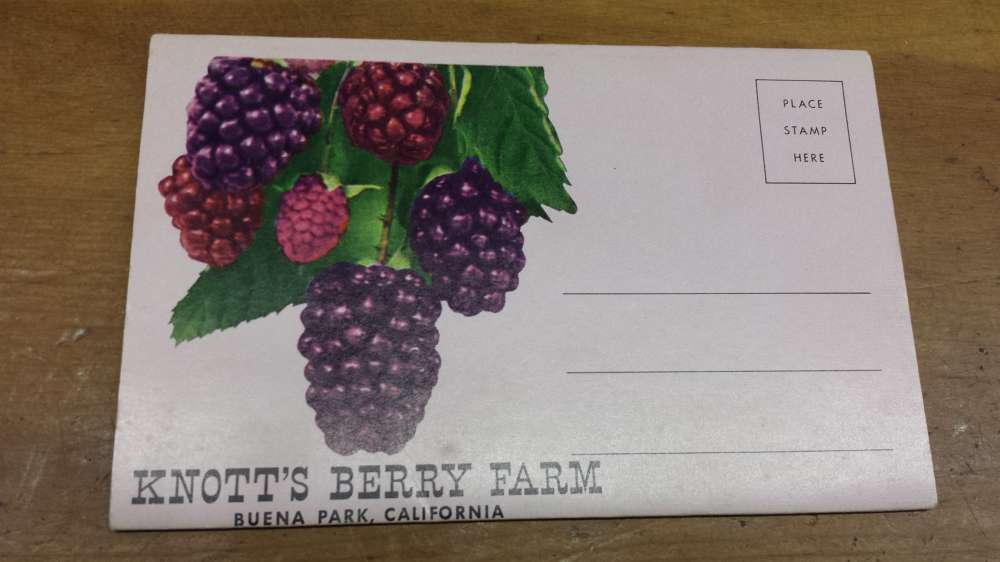 PLACE
STAMP
HERE
KNOTT'S BERRY FARM
BUENA PARK, CALIFORNIA